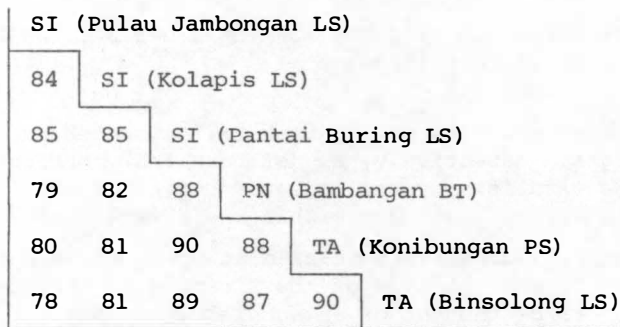 SI (Pulau Jambongan LS)
84 SI (Kolapis LS)
85 85 SI (Pantai Buring LS)
79 82 88 PN (Bambangan BT)
80 81 90 88 TA (Konibungan PS)
78 81 89 87 90 TA (Binsolong LS)